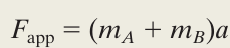 F_app = (m_A + m_B)a